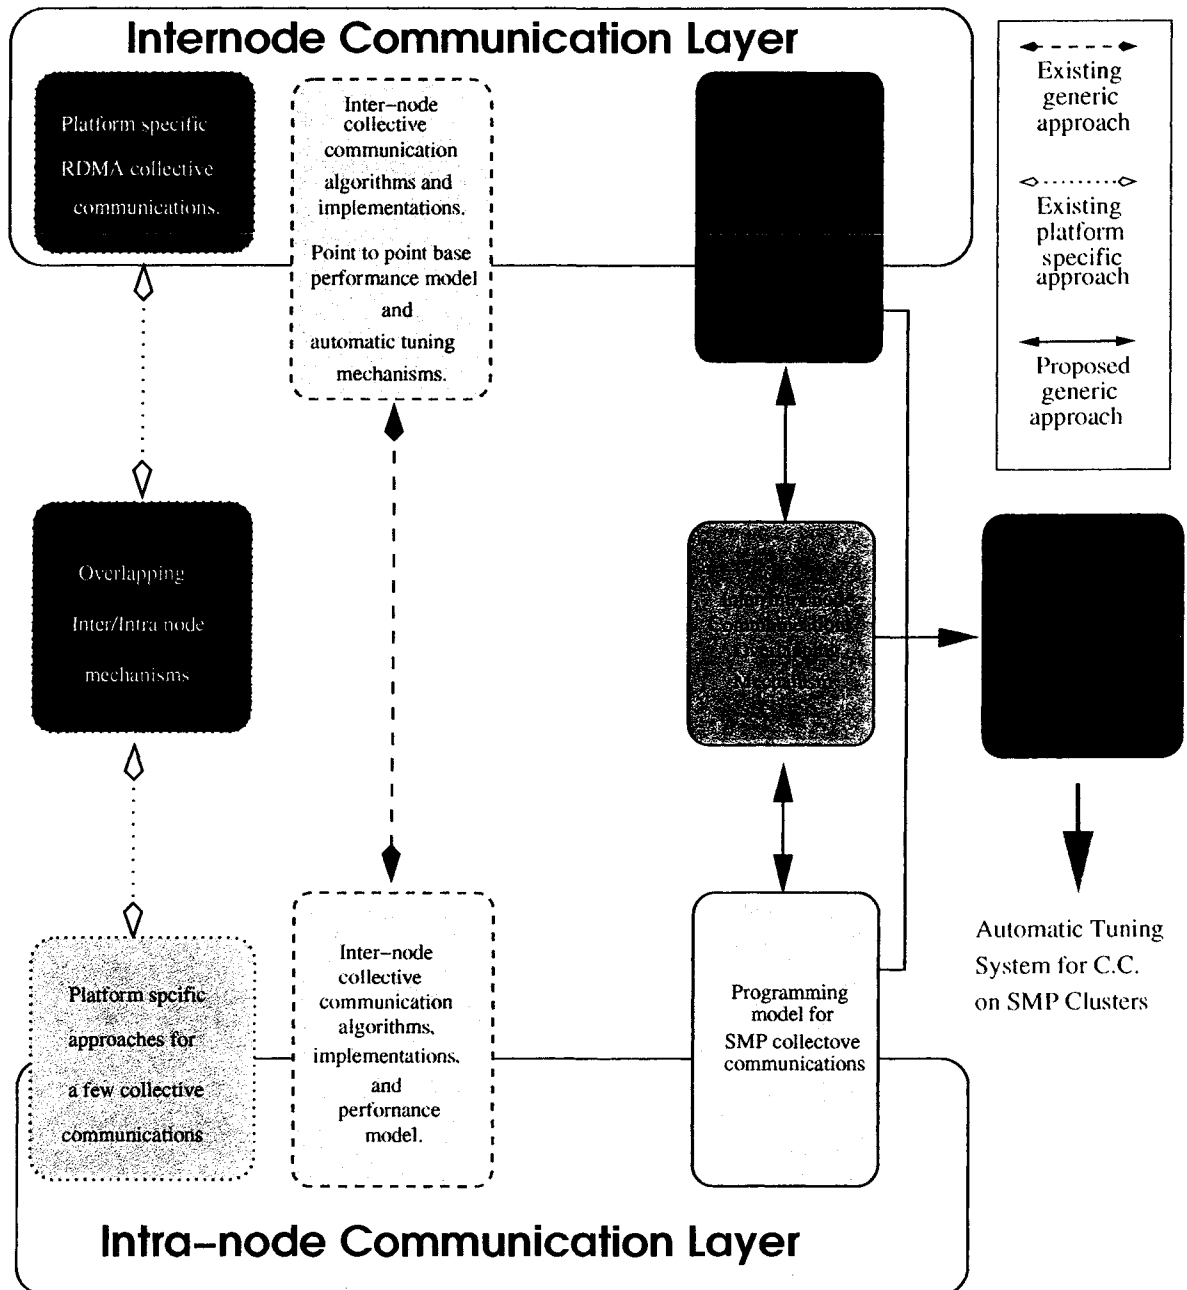 Internode Communication Layer
Platform specific
RDMA collective
communications.
Inter-node
collective
communication
algorithms and
implementations.
Point to point base
performance model
and
automatic tuning
mechanisms.
Existing
generic
approach
Existing
platform
specific
approach
Proposed
generic
approach
Overlapping
Inter/Intra node
mechanisms
Automatic Tuning
System for C.C.
on SMP Clusters
Platform spcific
approaches for
a few collective
communications
Inter-node
collective
communication
algorithms,
implementations,
and
perfornance
model.
Programming
model for
SMP collectove
communications
Intra-node Communication Layer